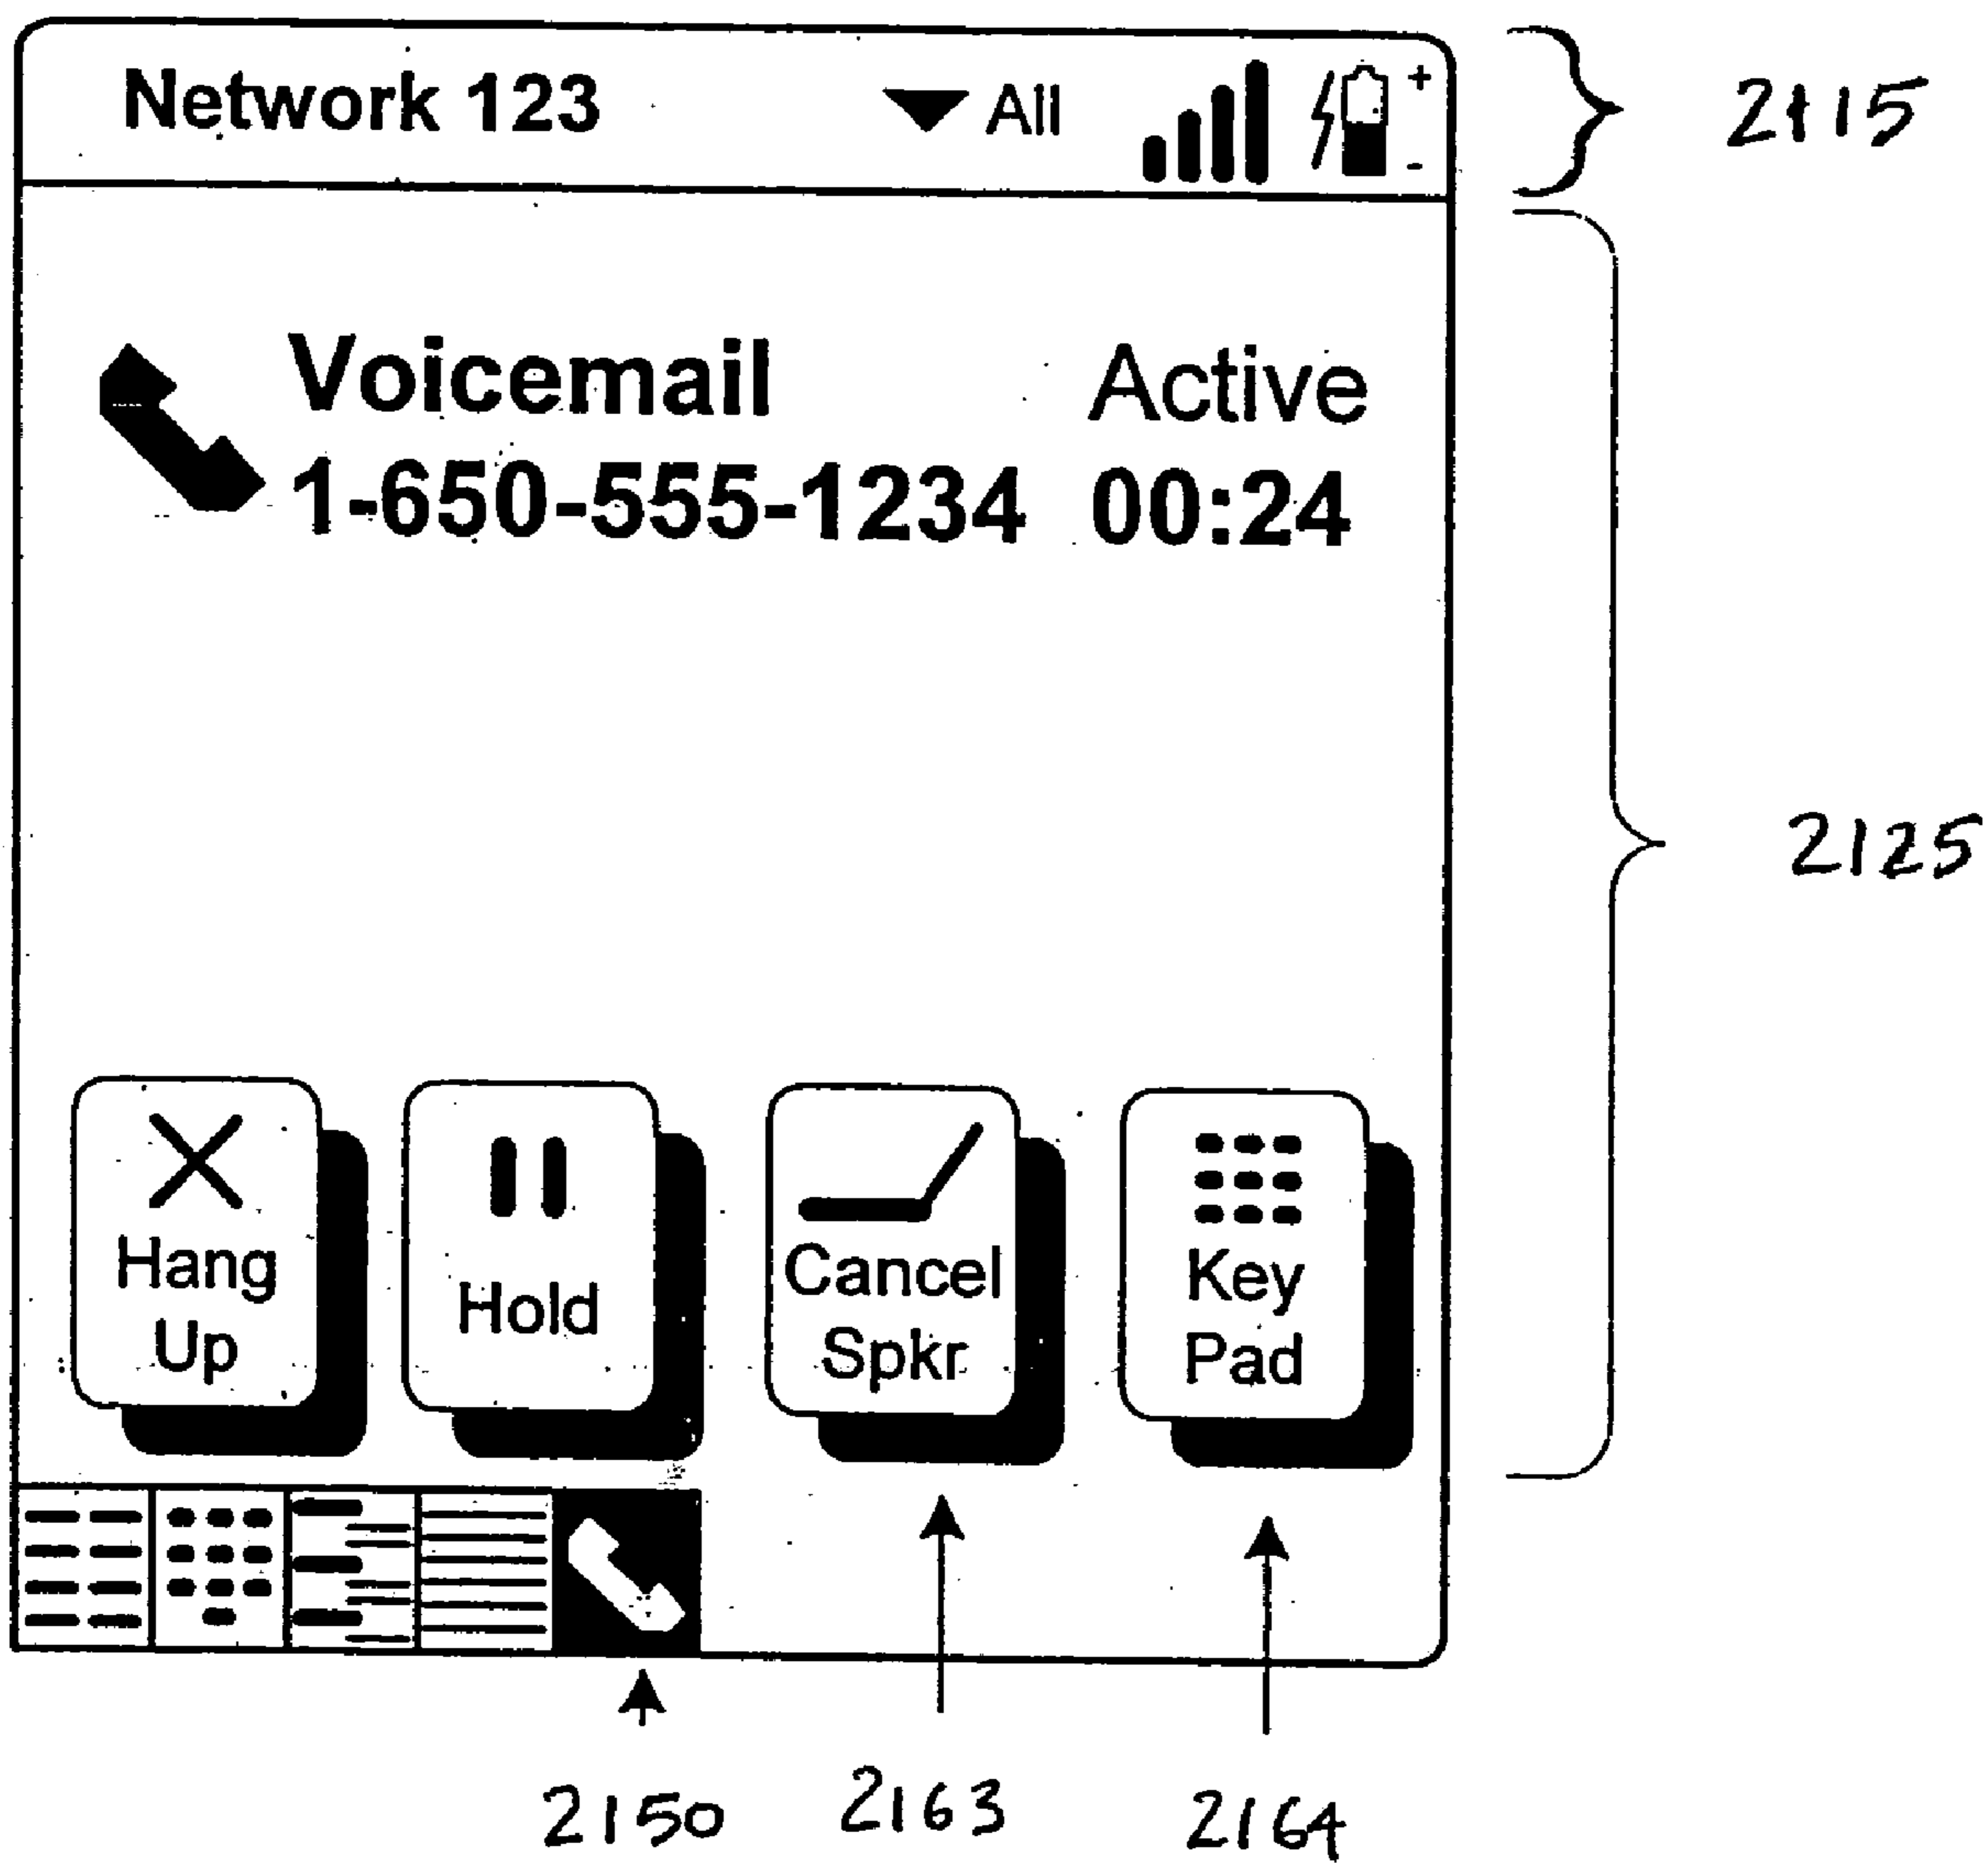 Network 123 All
2115
Voicemail Active
1-650-555-1234 00:24
2125
Hang Up
Hold
Cancel Spkr
Key Pad
2150 2163 2164